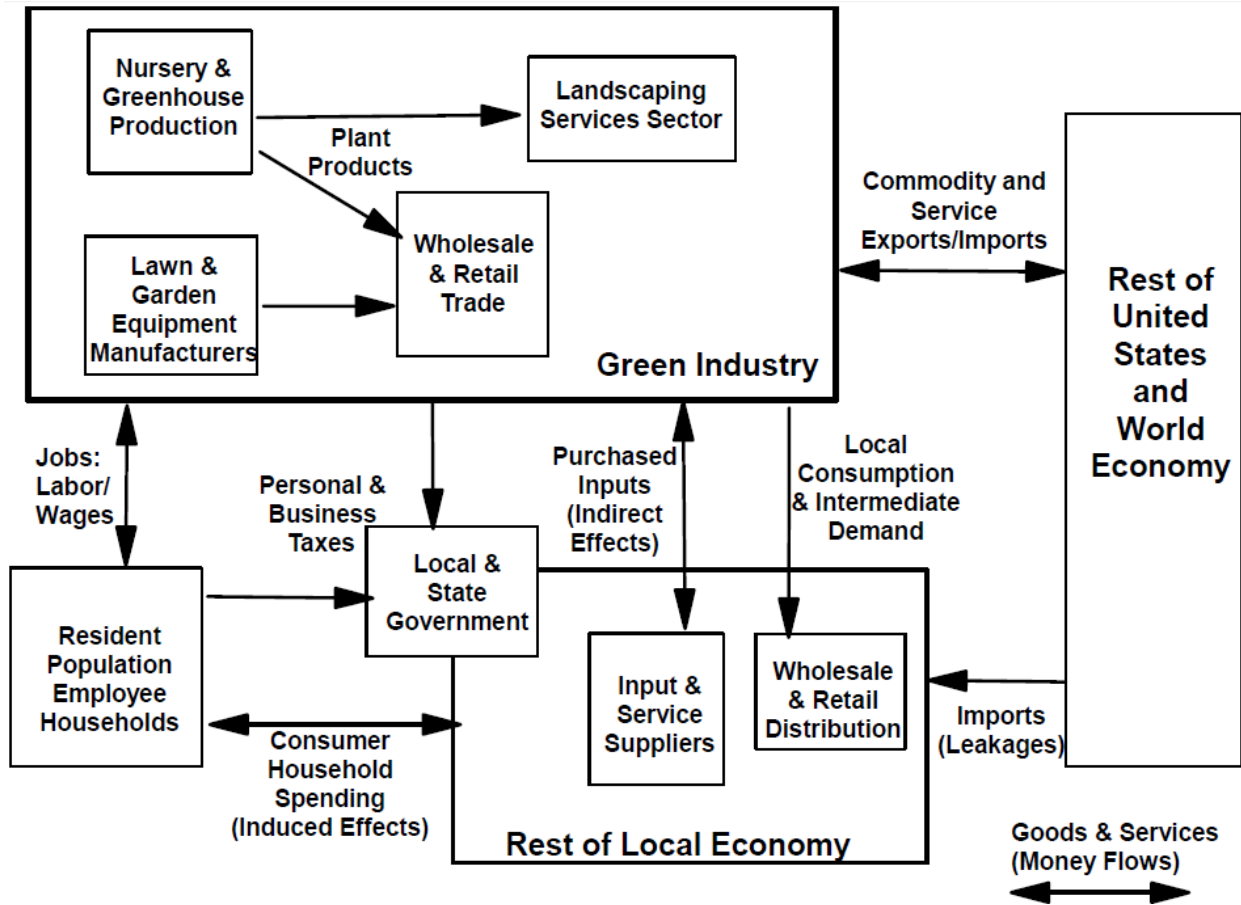 Nursery &
Greenhouse
Production
Landscaping
Services Sector
Plant
Products
Wholesale
& Retail
Trade
Lawn &
Garden
Equipment
Manufacturers
Green Industry
Commodity and
Service
Exports/Imports
Rest of
United
States
and
World
Economy
Jobs:
Labor/
Wages
Personal &
Business
Taxes
Purchased
Inputs
(Indirect
Effects)
Local
Consumption
& Intermediate
Demand
Local &
State
Government
Resident
Population
Employee
Households
Input &
Service
Suppliers
Wholesale
& Retail
Distribution
Imports
(Leakages)
Consumer
Household
Spending
(Induced Effects)
Rest of Local Economy
Goods & Services
(Money Flows)